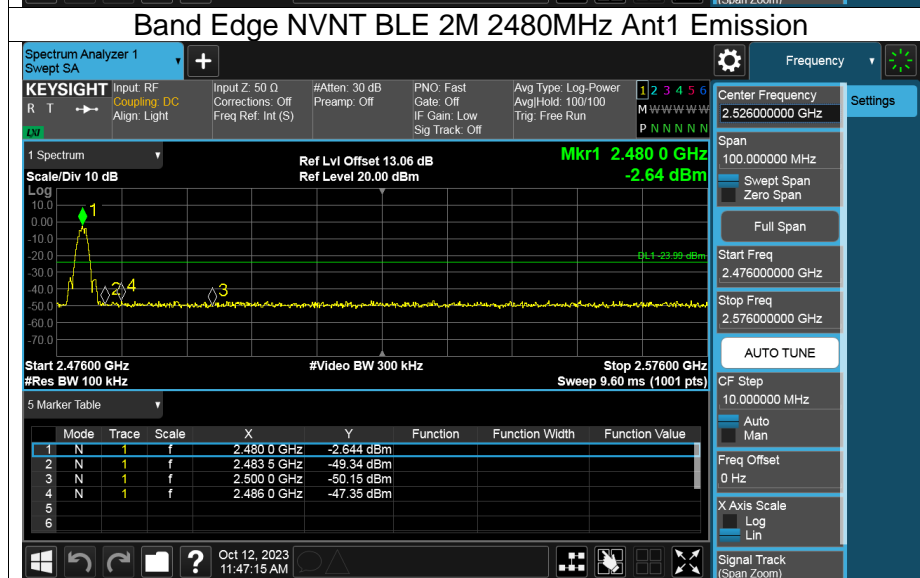 (Span Zoom)
Band Edge NVNT BLE 2M 2480MHz Ant1 Emission
Spectrum Analyzer 1
Swept SA
+
Frequency
KEYSIGHT
R T
LXI
Input: RF
Coupling: DC
Align: Light
Input Z: 50 Ω
Corrections: Off
Freq Ref: Int (S)
#Atten: 30 dB
Preamp: Off
PNO: Fast
Gate: Off
IF Gain: Low
Sig Track: Off
Avg Type: Log-Power
Avg|Hold: 100/100
Trig: Free Run
1 2 3 4 5 6
M W W W W W
P N N N N N
1 Spectrum
Scale/Div 10 dB
Ref Lvl Offset 13.06 dB
Ref Level 20.00 dBm
Mkr1 2.480 0 GHz
-2.64 dBm
Log
10.0
0.00
-10.0
-20.0
-30.0
-40.0
-50.0
-60.0
-70.0
1
2
4
3
DL1 -23.99 dBm
Start 2.47600 GHz
#Res BW 100 kHz
#Video BW 300 kHz
Stop 2.57600 GHz
Sweep 9.60 ms (1001 pts)
5 Marker Table
Mode Trace Scale X Y Function Function Width Function Value
1 N 1 f 2.480 0 GHz -2.644 dBm
2 N 1 f 2.483 5 GHz -49.34 dBm
3 N 1 f 2.500 0 GHz -50.15 dBm
4 N 1 f 2.486 0 GHz -47.35 dBm
5
6
?
Oct 12, 2023
11:47:15 AM
Center Frequency
2.526000000 GHz
Settings
Span
100.000000 MHz
Swept Span
Zero Span
Full Span
Start Freq
2.476000000 GHz
Stop Freq
2.576000000 GHz
AUTO TUNE
CF Step
10.000000 MHz
Auto
Man
Freq Offset
0 Hz
X Axis Scale
Log
Lin
Signal Track
(Span Zoom)